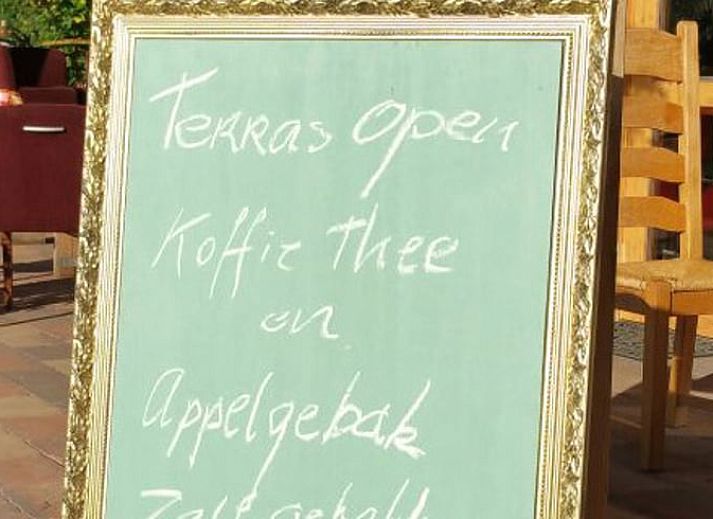 Terras open
Koffie thee
en
Appelgebak